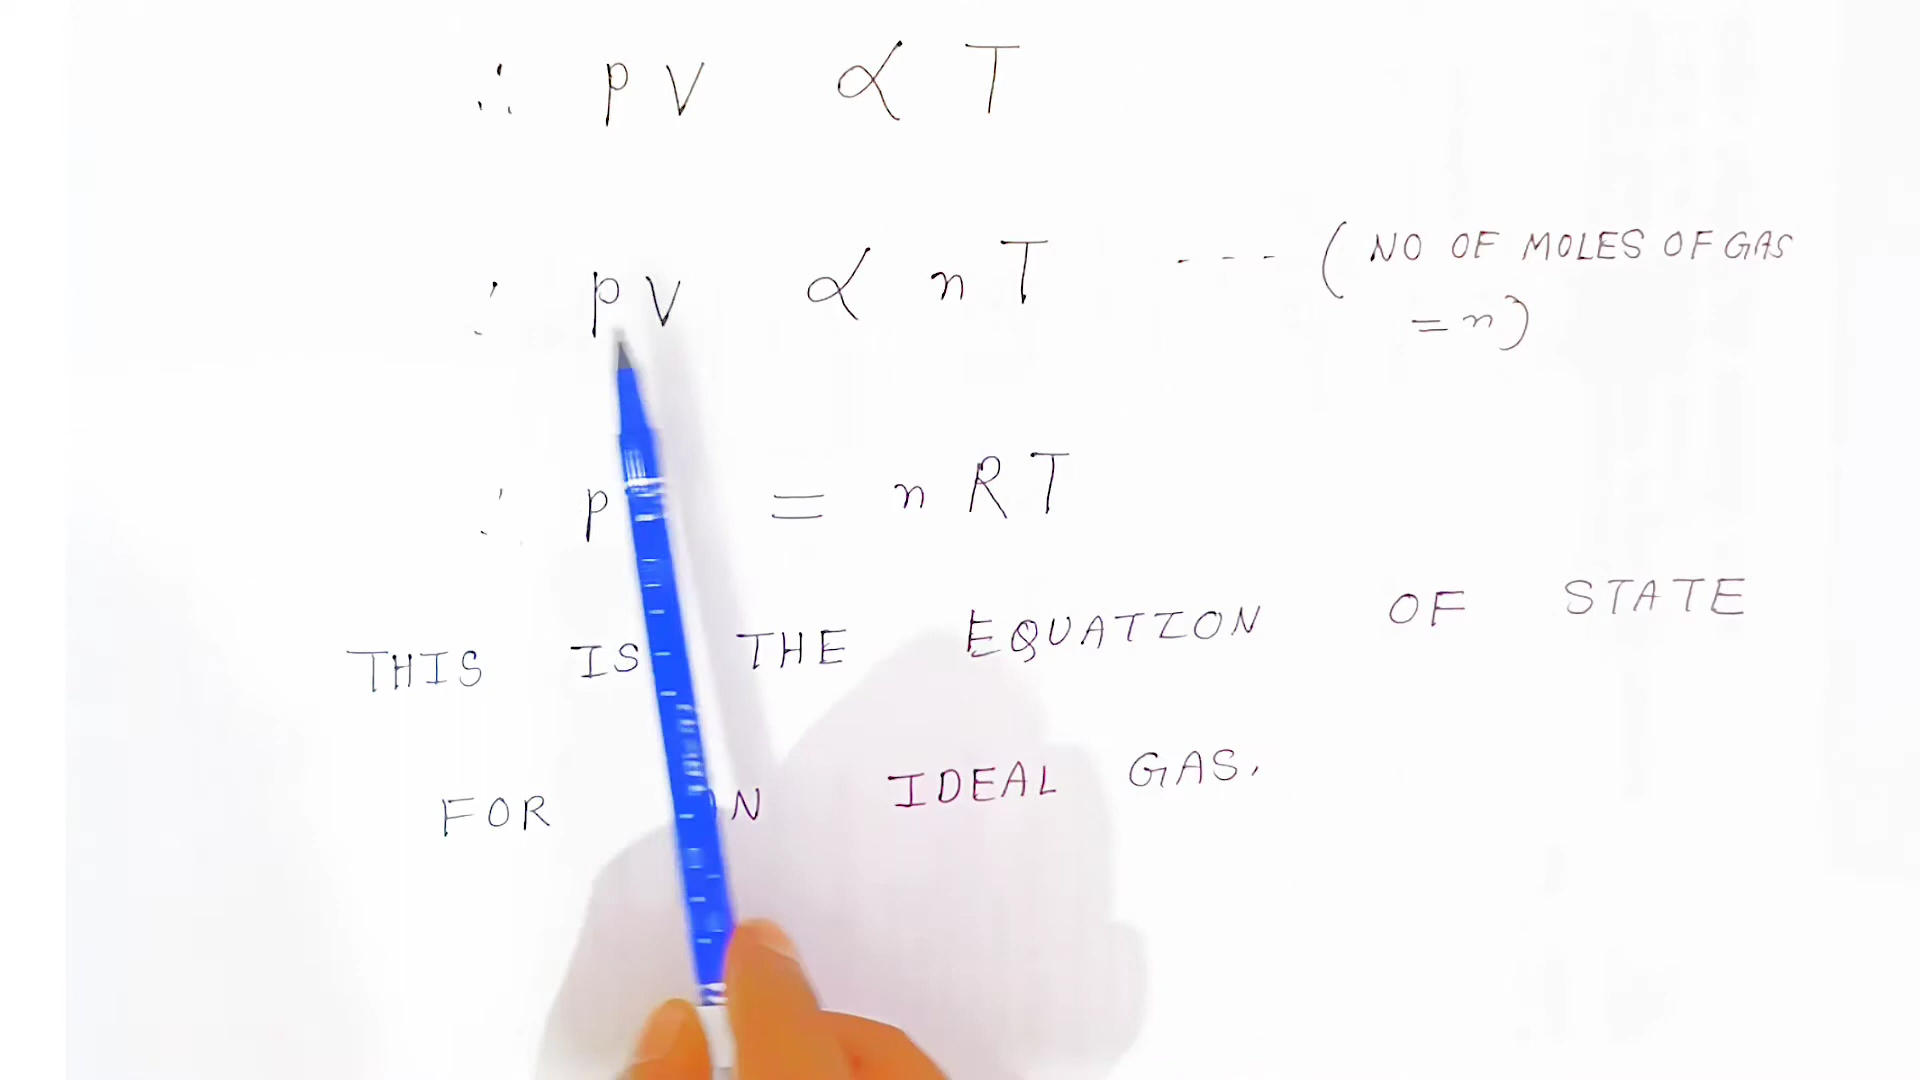 ∴ PV ∝ T
∴ PV ∝ nT --- (NO OF MOLES OF GAS
= n)
∴ P = nRT
THIS IS THE EQUATION OF STATE
FOR N IDEAL GAS.